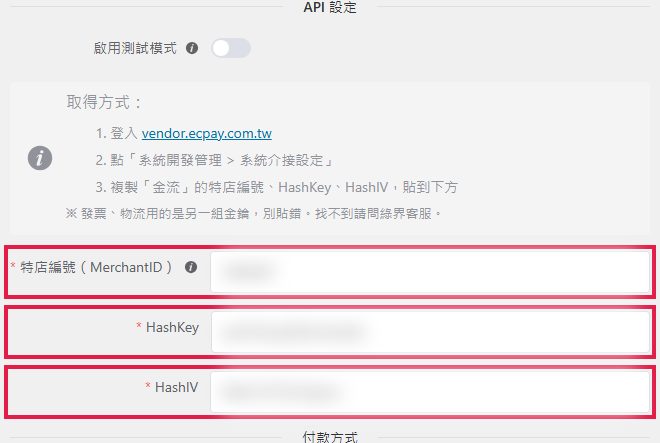 API 設定
啟用測試模式
取得方式：
1. 登入 vendor.ecpay.com.tw
2. 點「系統開發管理 > 系統介接設定」
3. 複製「金流」的特店編號、HashKey、HashIV，貼到下方
※ 發票、物流用的是另一組金鑰，別貼錯。找不到請問綠界客服。
* 特店編號（MerchantID）
* HashKey
* HashIV
付款方式